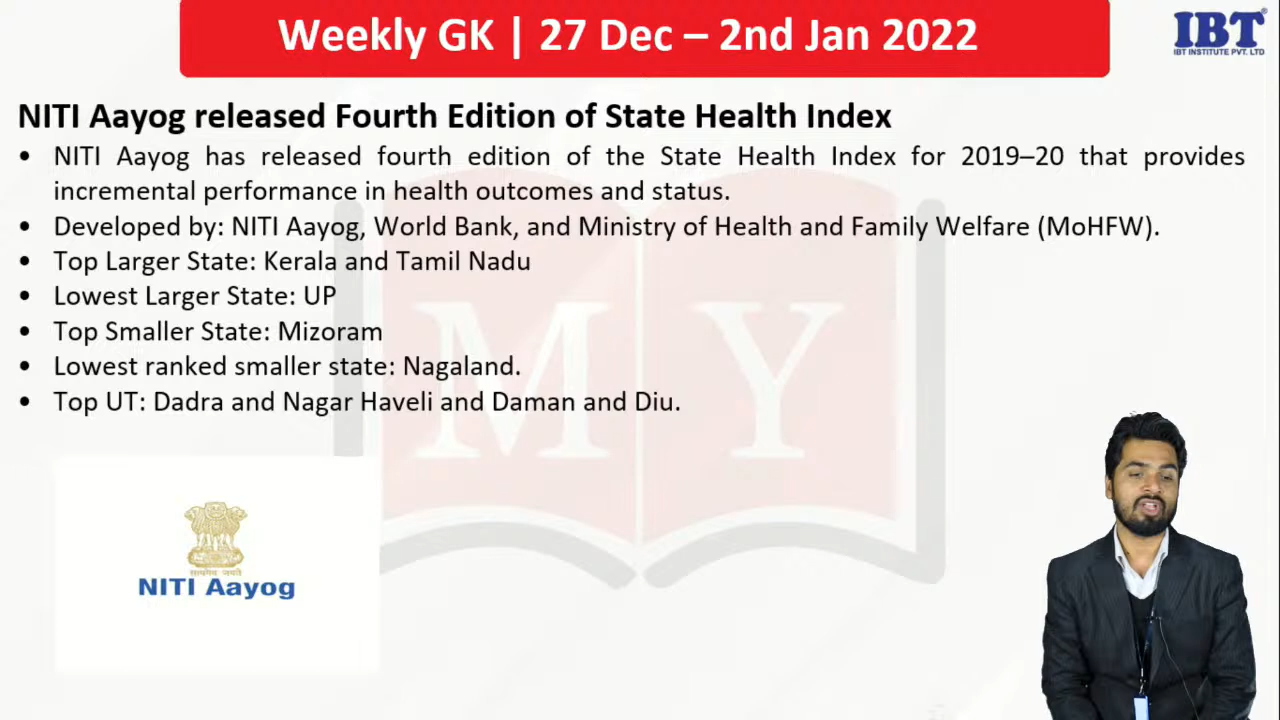 Weekly GK | 27 Dec – 2nd Jan 2022
IBT
IBT INSTITUTE PVT. LTD
NITI Aayog released Fourth Edition of State Health Index
• NITI Aayog has released fourth edition of the State Health Index for 2019–20 that provides
incremental performance in health outcomes and status.
• Developed by: NITI Aayog, World Bank, and Ministry of Health and Family Welfare (MoHFW).
• Top Larger State: Kerala and Tamil Nadu
• Lowest Larger State: UP
• Top Smaller State: Mizoram
• Lowest ranked smaller state: Nagaland.
• Top UT: Dadra and Nagar Haveli and Daman and Diu.
M Y
सत्यमेव जयते
NITI Aayog